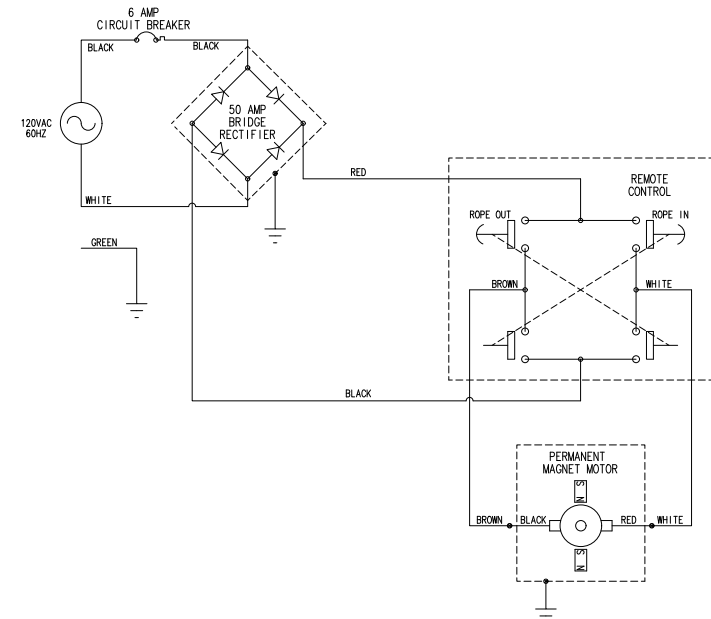 6 AMP
CIRCUIT BREAKER
BLACK
BLACK
120VAC
60HZ
50 AMP
BRIDGE
RECTIFIER
WHITE
GREEN
RED
REMOTE
CONTROL
ROPE OUT
ROPE IN
BROWN
WHITE
BLACK
PERMANENT
MAGNET MOTOR
S N
BROWN
BLACK
RED
WHITE
S N